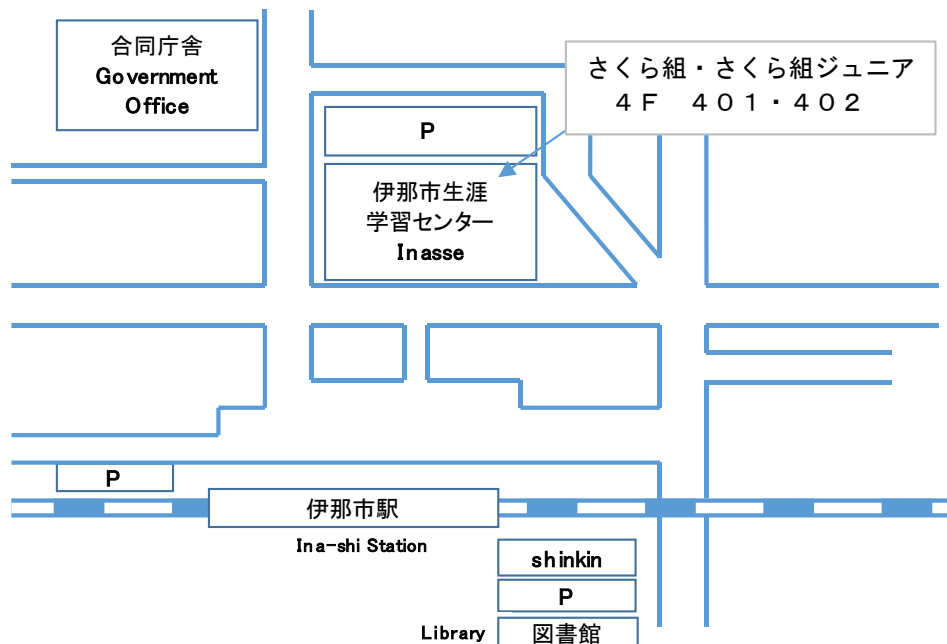 合同庁舎
Government
Office
さくら組・さくら組ジュニア
４Ｆ　４０１・４０２
P
伊那市生涯
学習センター
Inasse
P
伊那市駅
Ina-shi Station
shinkin
P
Library
図書館